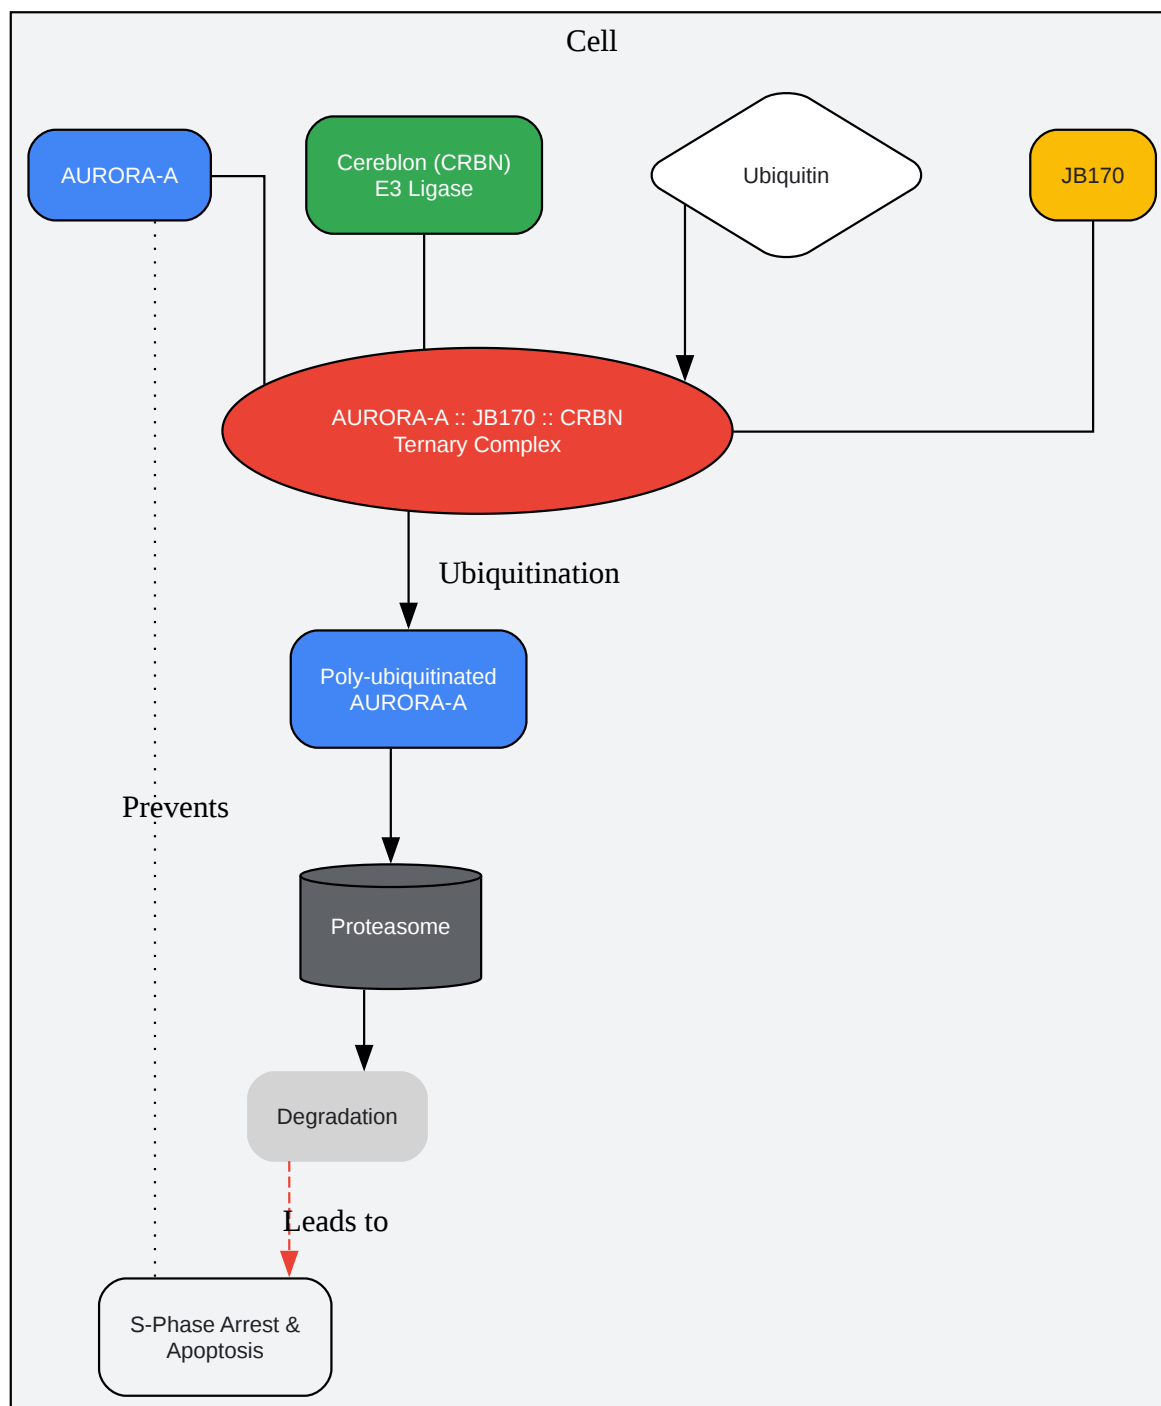 Cell
AURORA-A
Cereblon (CRBN)
E3 Ligase
Ubiquitin
JB170
AURORA-A :: JB170 :: CRBN
Ternary Complex
Ubiquitination
Poly-ubiquitinated
AURORA-A
Prevents
Proteasome
Degradation
Leads to
S-Phase Arrest &
Apoptosis